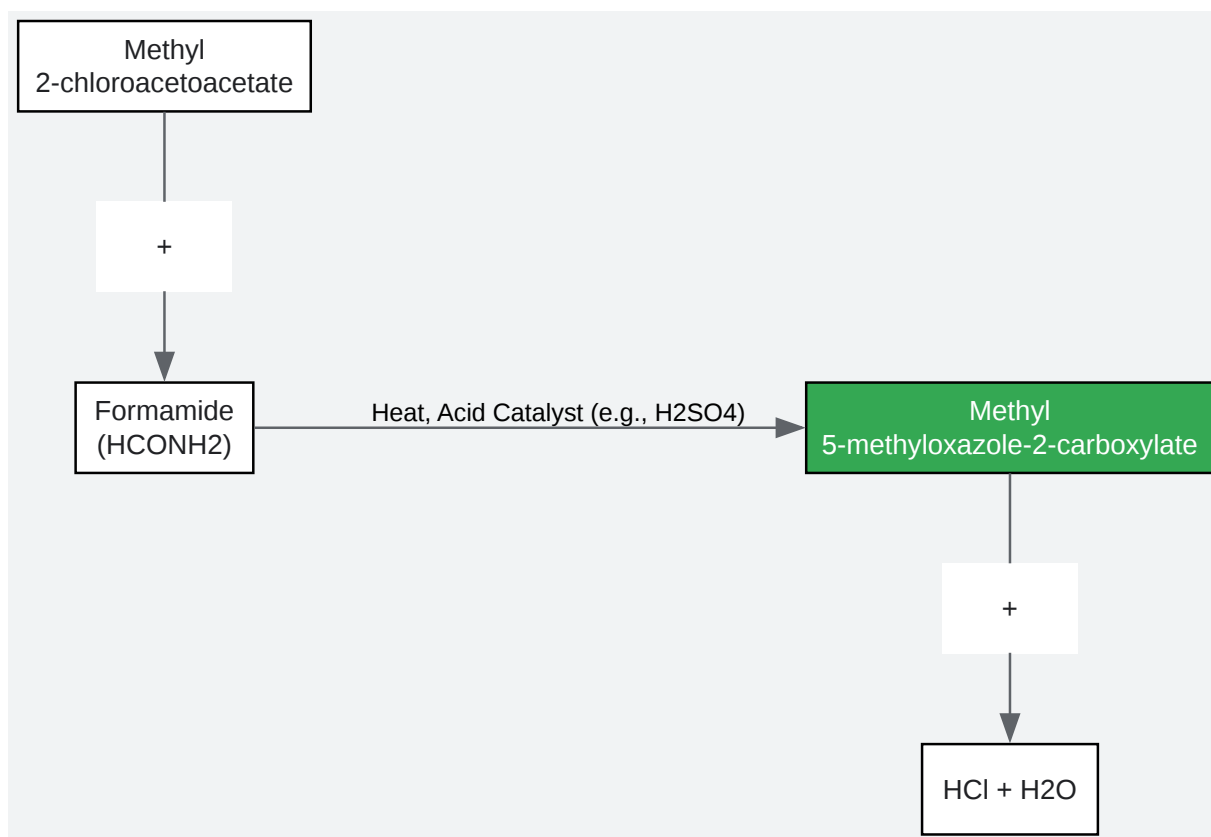 Methyl
2-chloroacetoacetate
+
Formamide
(HCONH2)
Heat, Acid Catalyst (e.g., H2SO4)
Methyl
5-methyloxazole-2-carboxylate
+
HCl + H2O